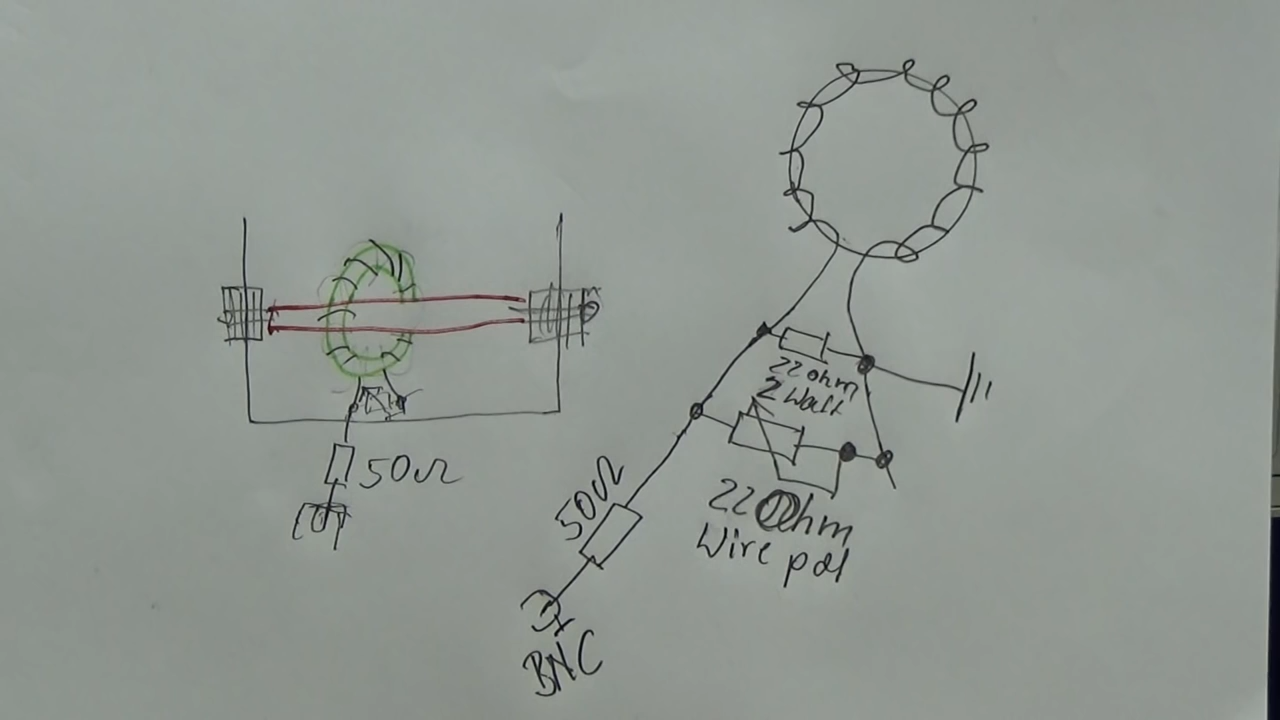 50Ω
22 ohm
2 Watt
50Ω
22 Ohm
Wire pot
BNC